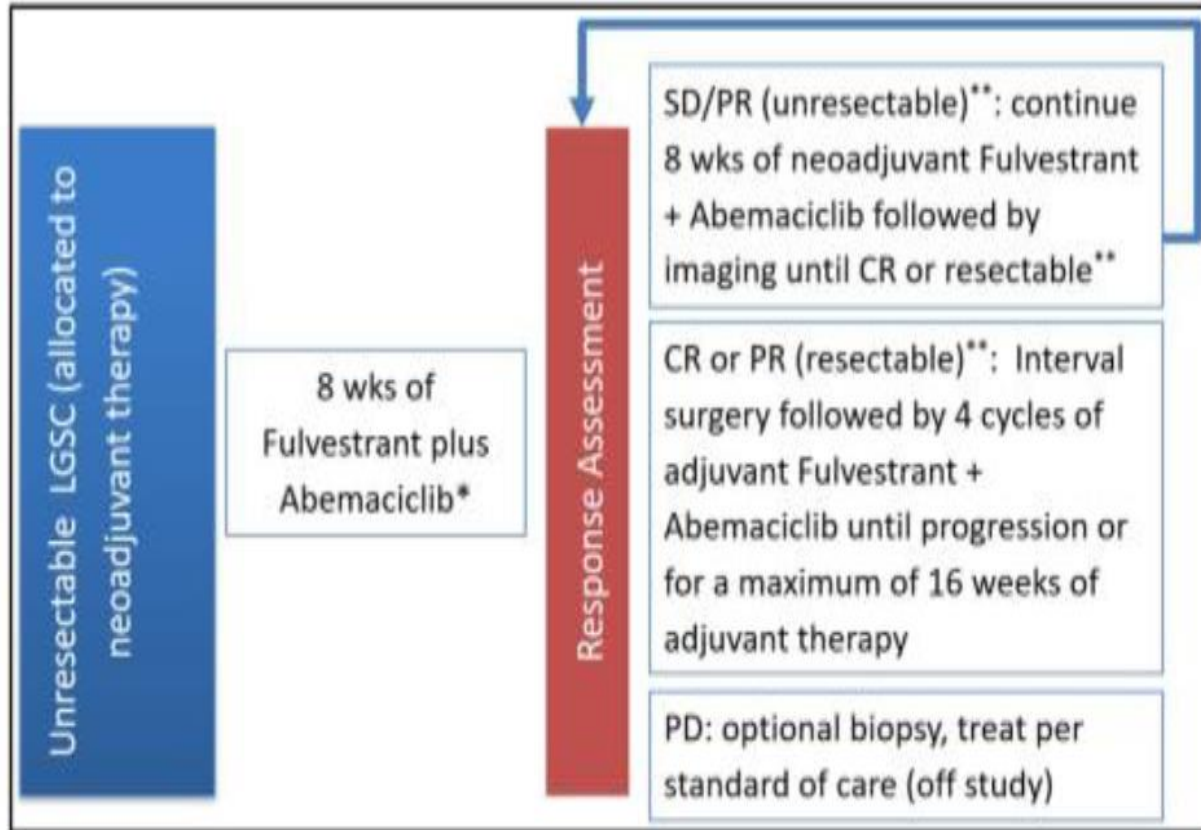 Unresectable LGSC (allocated to
neoadjuvant therapy)
8 wks of
Fulvestrant plus
Abemaciclib*
Response Assessment
SD/PR (unresectable)**: continue
8 wks of neoadjuvant Fulvestrant
+ Abemaciclib followed by
imaging until CR or resectable**
CR or PR (resectable)**: Interval
surgery followed by 4 cycles of
adjuvant Fulvestrant +
Abemaciclib until progression or
for a maximum of 16 weeks of
adjuvant therapy
PD: optional biopsy, treat per
standard of care (off study)